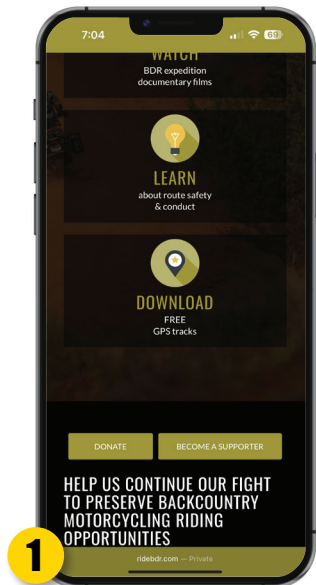 7:04
69
WATCH
BDR expedition
documentary films
LEARN
about route safety
& conduct
DOWNLOAD
FREE
GPS tracks
DONATE
BECOME A SUPPORTER
HELP US CONTINUE OUR FIGHT
TO PRESERVE BACKCOUNTRY
MOTORCYCLING RIDING
OPPORTUNITIES
ridebdr.com — Private
1